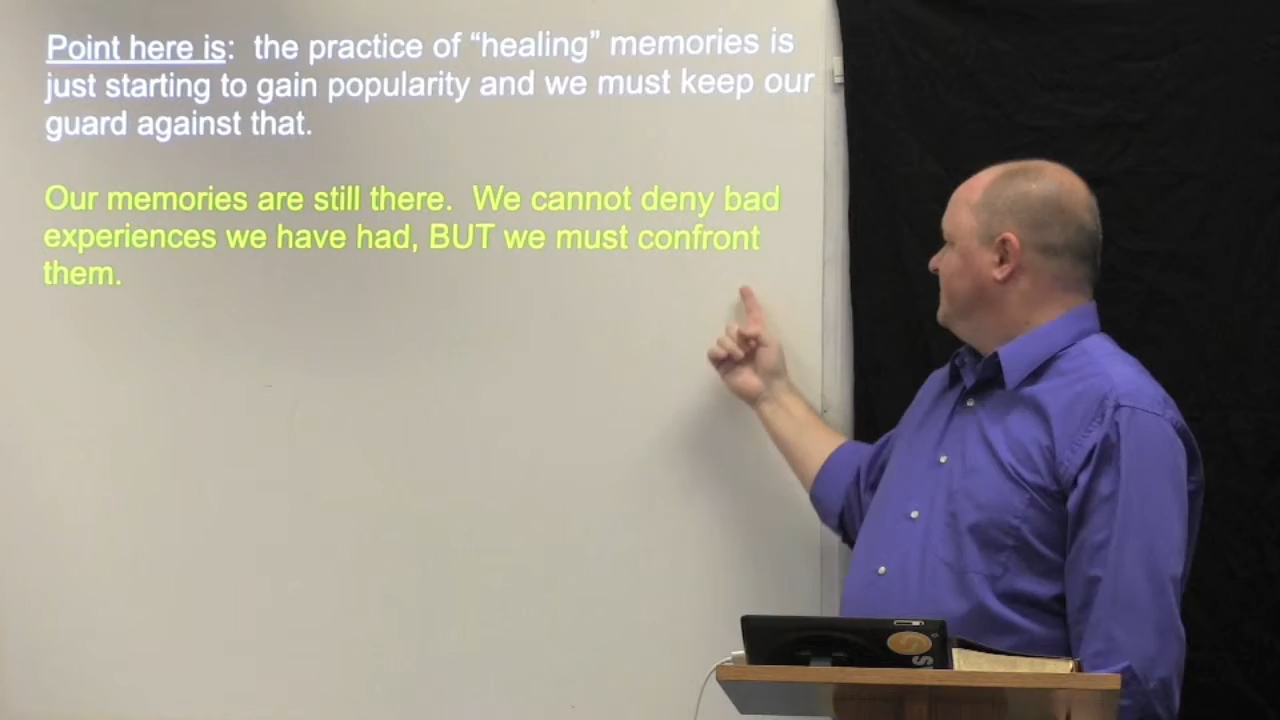 Point here is:  the practice of “healing” memories is
just starting to gain popularity and we must keep our
guard against that.
Our memories are still there.  We cannot deny bad
experiences we have had, BUT we must confront
them.